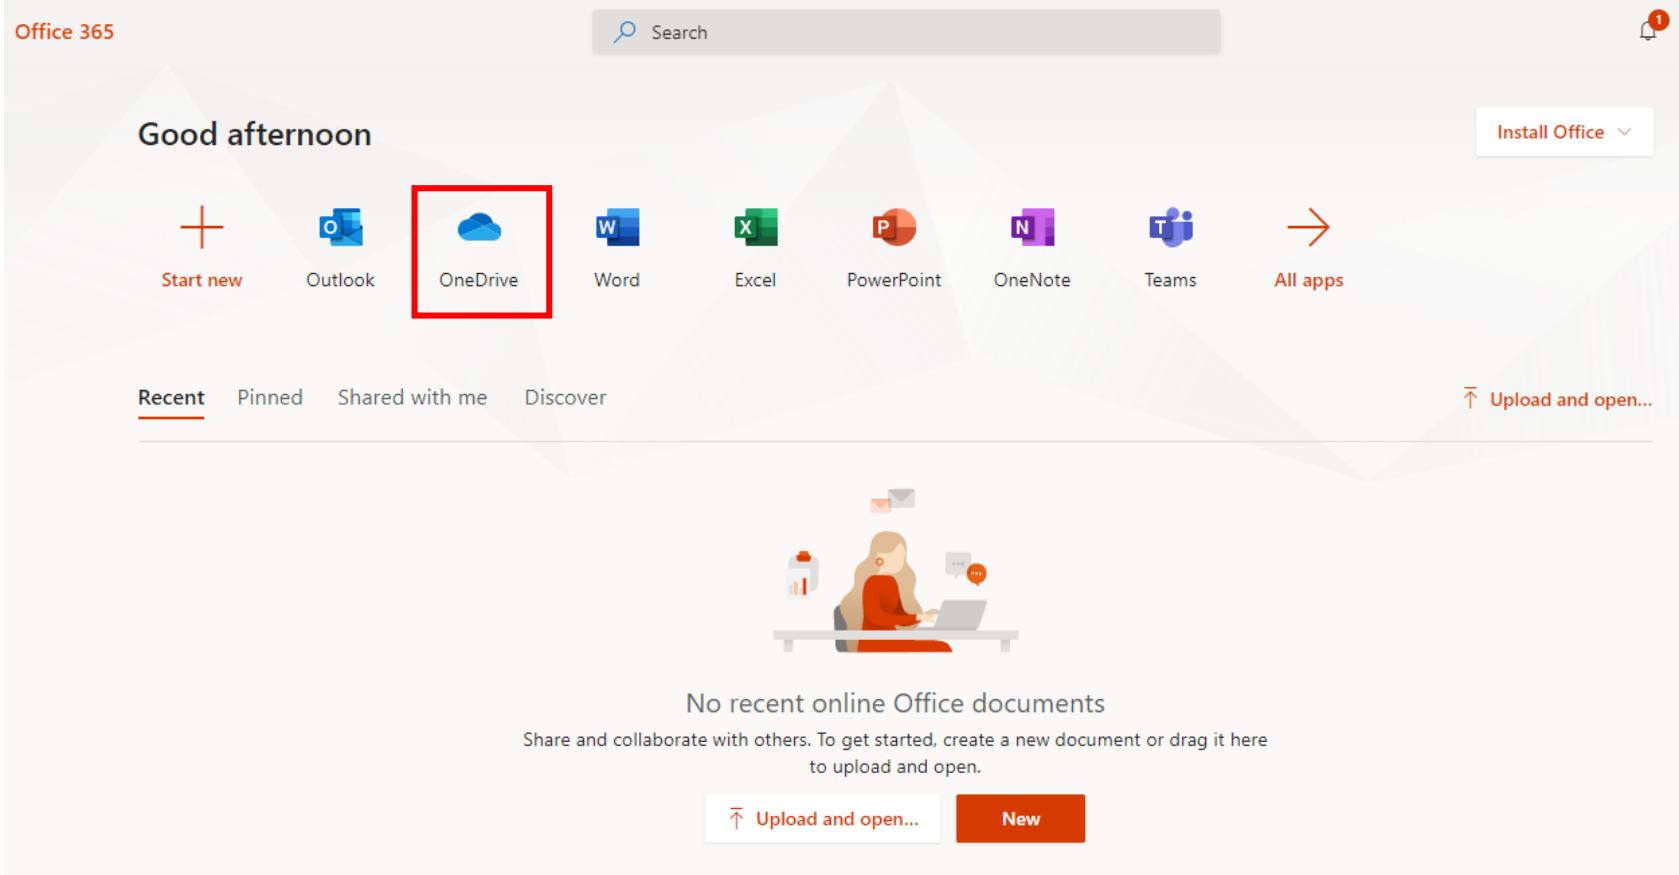 Office 365
Search
1
Good afternoon
Install Office
Start new
Outlook
OneDrive
Word
Excel
PowerPoint
OneNote
Teams
All apps
Recent
Pinned
Shared with me
Discover
Upload and open...
No recent online Office documents
Share and collaborate with others. To get started, create a new document or drag it here
to upload and open.
Upload and open...
New